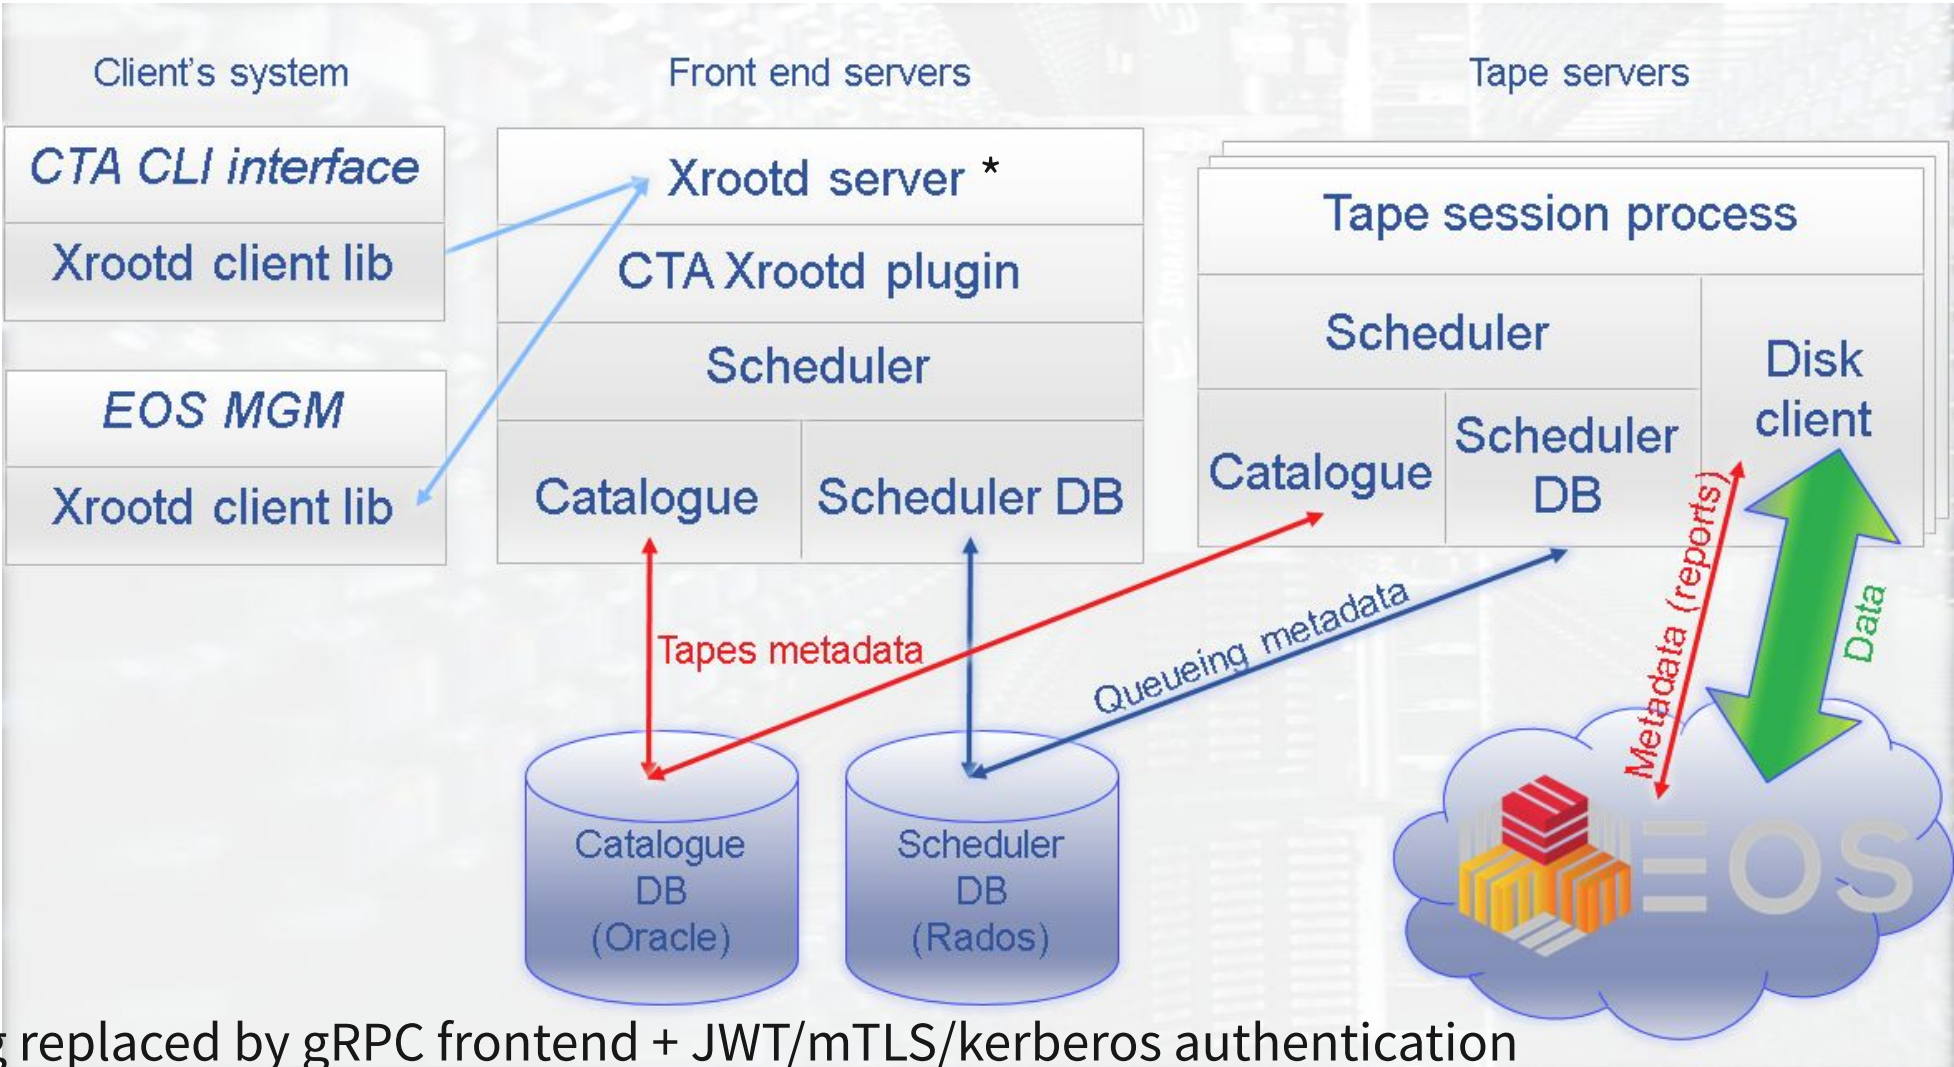 Client's system
Front end servers
Tape servers
CTA CLI interface
Xrootd client lib
EOS MGM
Xrootd client lib
Xrootd server *
CTA Xrootd plugin
Scheduler
Catalogue
Scheduler DB
Tape session process
Scheduler
Catalogue
Scheduler
DB
Disk
client
Tapes metadata
Queueing metadata
Metadata (reports)
Data
Catalogue
DB
(Oracle)
Scheduler
DB
(Rados)
EOS
replaced by gRPC frontend + JWT/mTLS/kerberos authentication